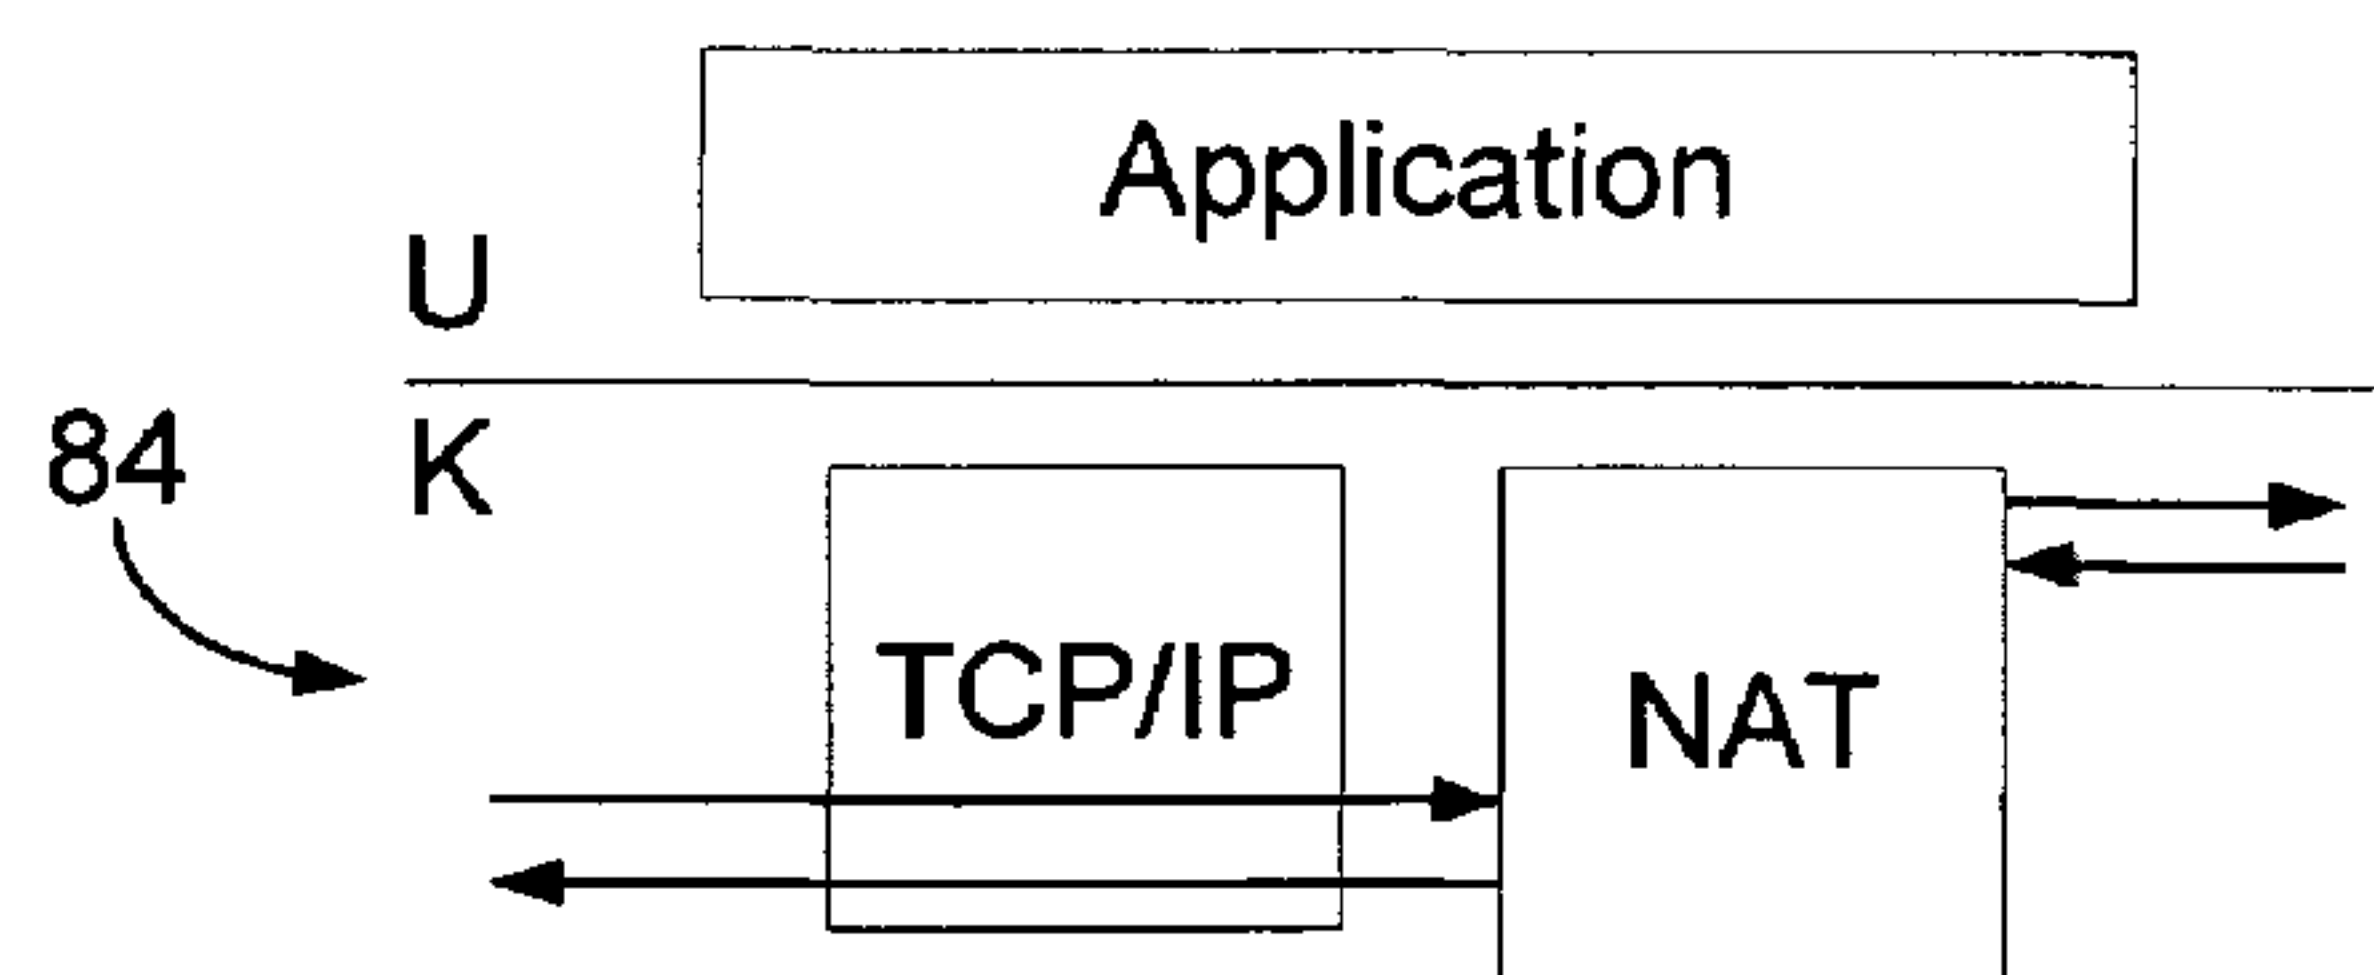 Application
U
K
84
TCP/IP
NAT